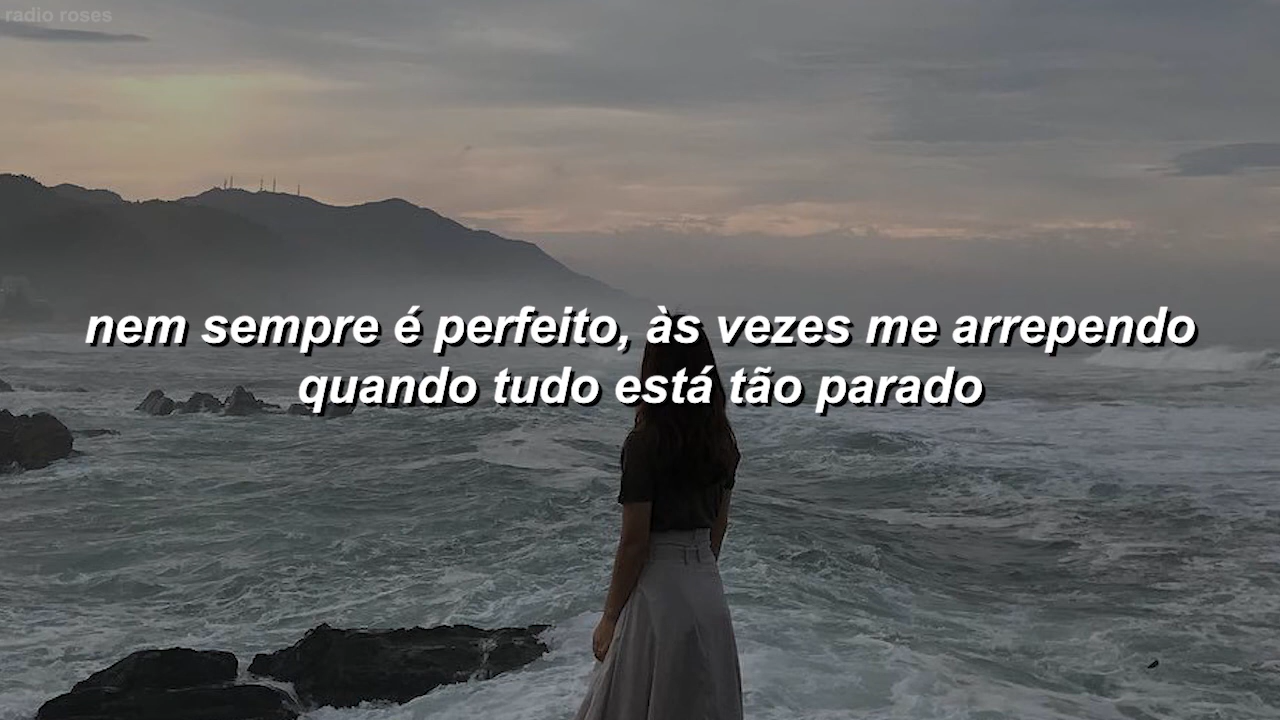 radio roses
nem sempre é perfeito, às vezes me arrependo
quando tudo está tão parado